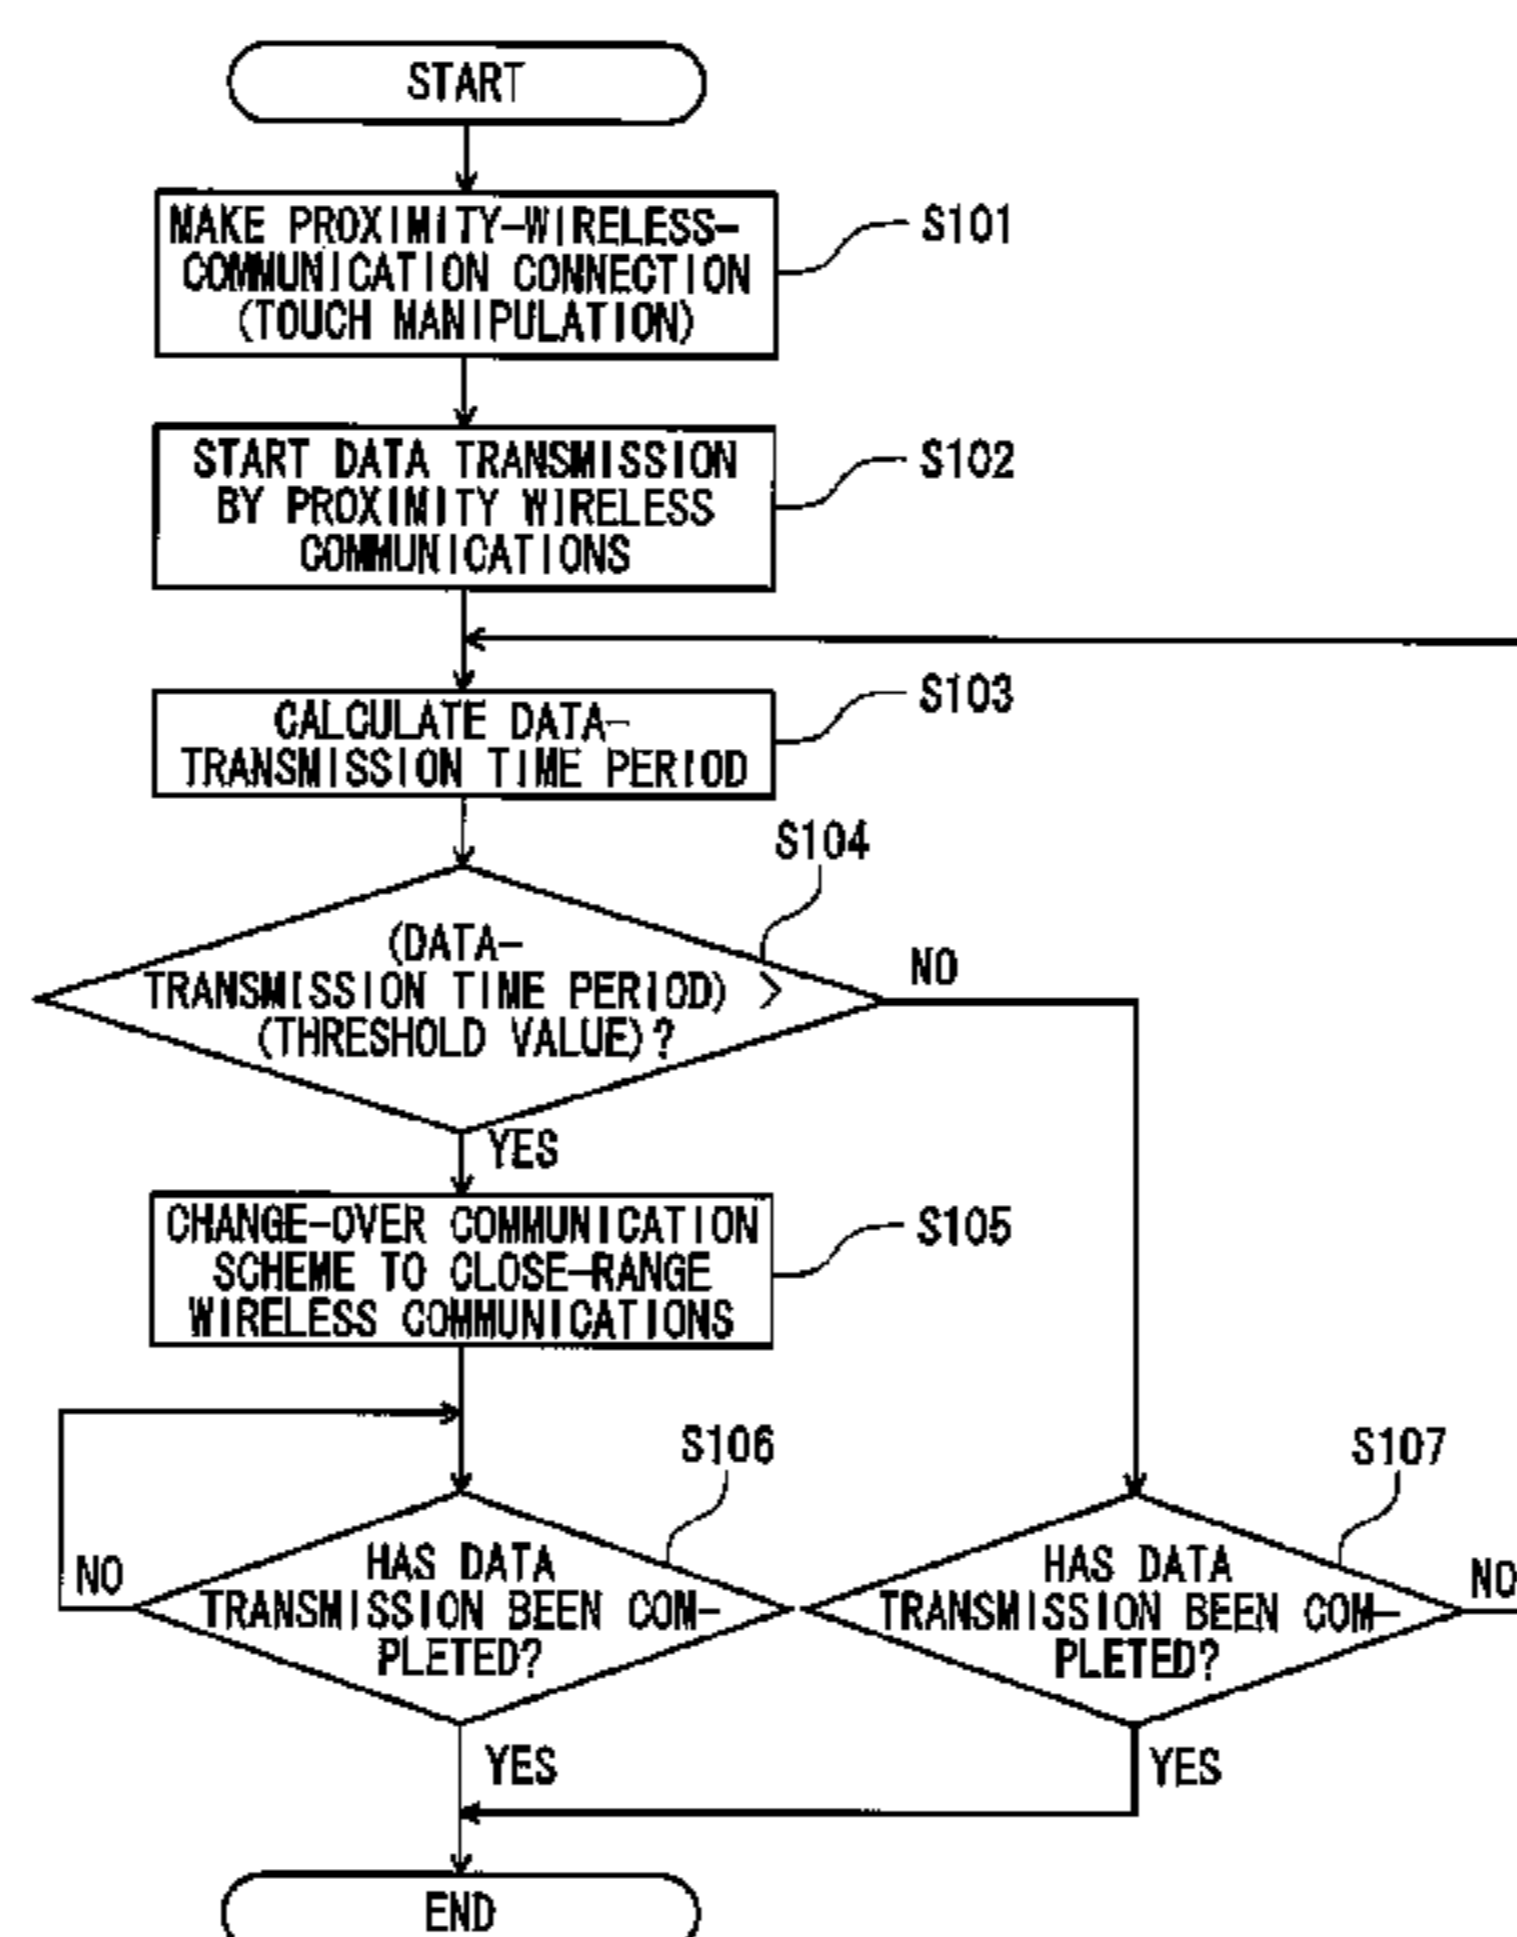 START
MAKE PROXIMITY-WIRELESS-
COMMUNICATION CONNECTION
(TOUCH MANIPULATION)
S101
START DATA TRANSMISSION
BY PROXIMITY WIRELESS
COMMUNICATIONS
S102
CALCULATE DATA-
TRANSMISSION TIME PERIOD
S103
S104
(DATA-
TRANSMISSION TIME PERIOD) >
(THRESHOLD VALUE)?
NO
YES
CHANGE-OVER COMMUNICATION
SCHEME TO CLOSE-RANGE
WIRELESS COMMUNICATIONS
S105
S106
HAS DATA
TRANSMISSION BEEN COM-
PLETED?
NO
YES
S107
HAS DATA
TRANSMISSION BEEN COM-
PLETED?
NO
YES
END